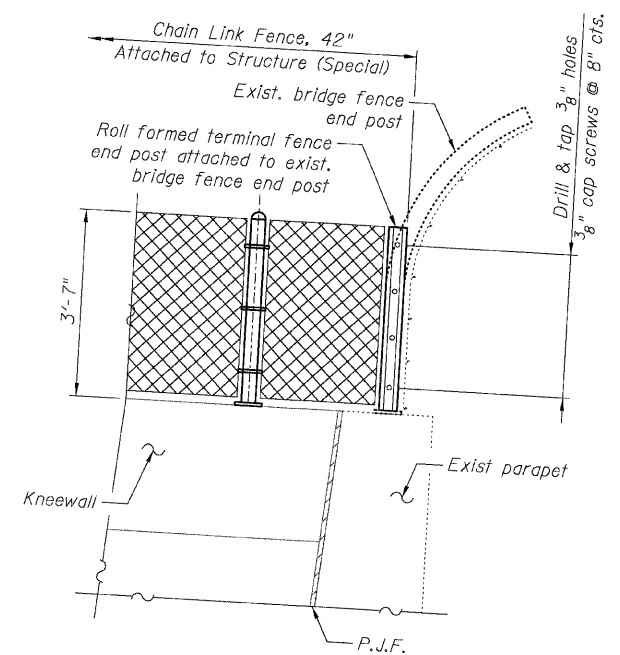 Chain Link Fence, 42"
Attached to Structure (Special)
Exist. bridge fence
end post
Roll formed terminal fence
end post attached to exist.
bridge fence end post
Drill & tap 3/8" holes
3/8" cap screws @ 8" cts.
3'-7"
Exist parapet
Kneewall
P.J.F.